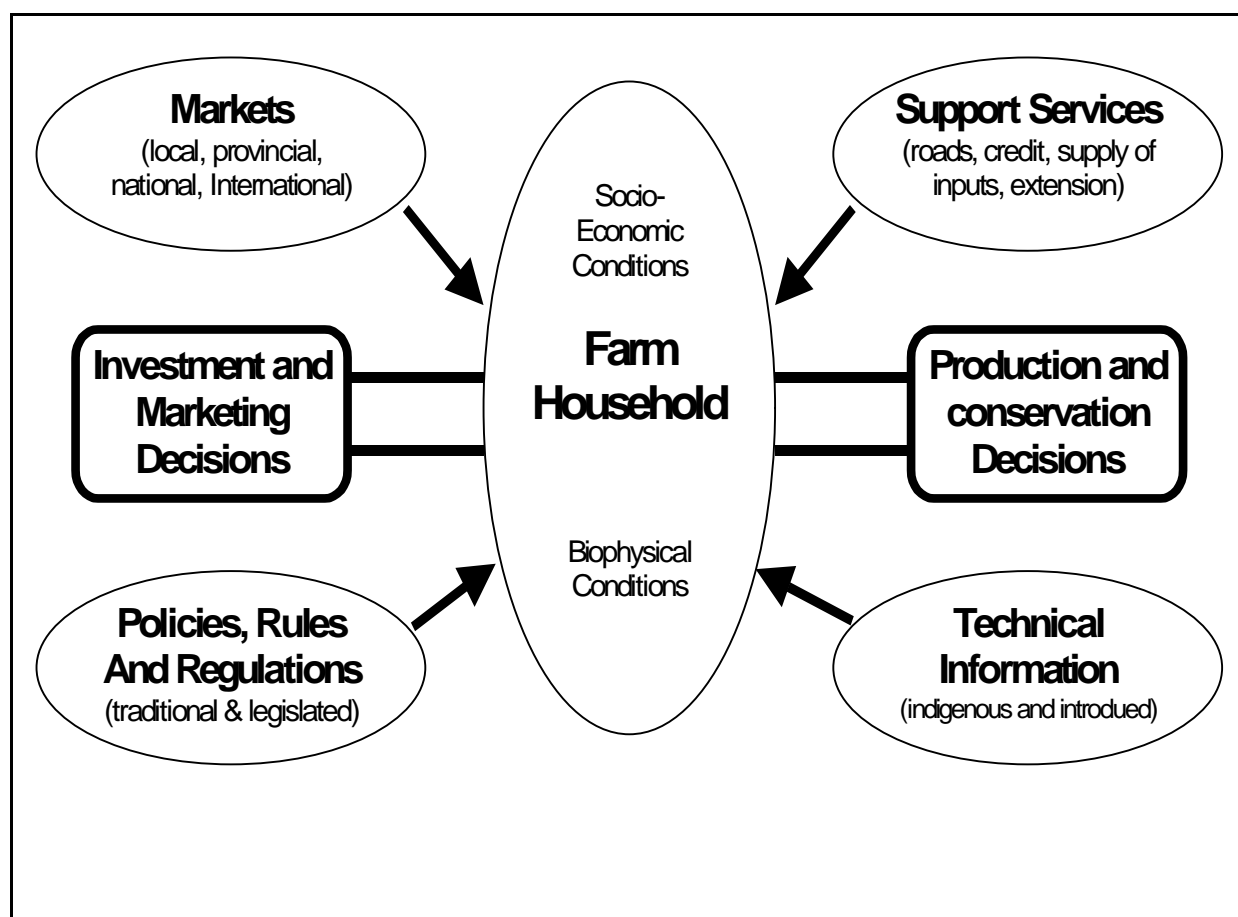 Markets
(local, provincial,
national, International)
Support Services
(roads, credit, supply of
inputs, extension)
Socio-
Economic
Conditions
Farm
Household
Biophysical
Conditions
Investment and
Marketing
Decisions
Production and
conservation
Decisions
Policies, Rules
And Regulations
(traditional & legislated)
Technical
Information
(indigenous and introdued)